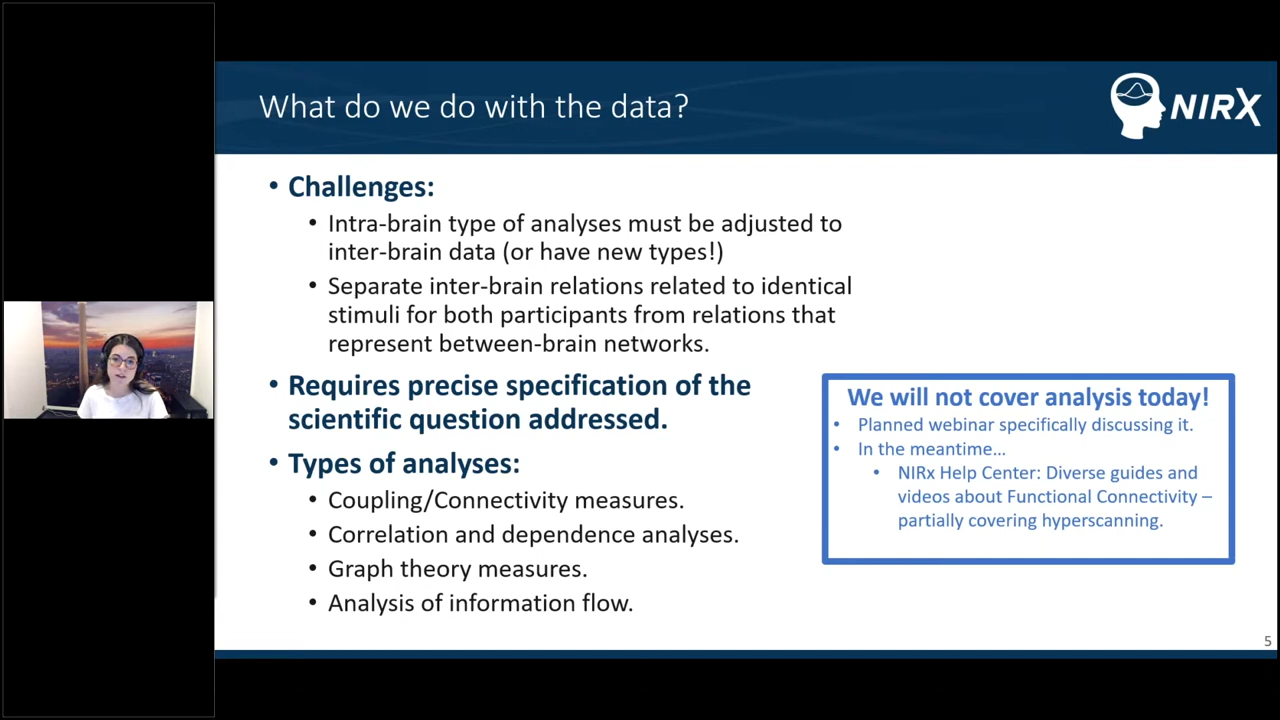 What do we do with the data?
NIRX
• Challenges:
• Intra-brain type of analyses must be adjusted to
inter-brain data (or have new types!)
• Separate inter-brain relations related to identical
stimuli for both participants from relations that
represent between-brain networks.
• Requires precise specification of the
scientific question addressed.
• Types of analyses:
• Coupling/Connectivity measures.
• Correlation and dependence analyses.
• Graph theory measures.
• Analysis of information flow.
We will not cover analysis today!
• Planned webinar specifically discussing it.
• In the meantime…
• NIRx Help Center: Diverse guides and
videos about Functional Connectivity –
partially covering hyperscanning.
5